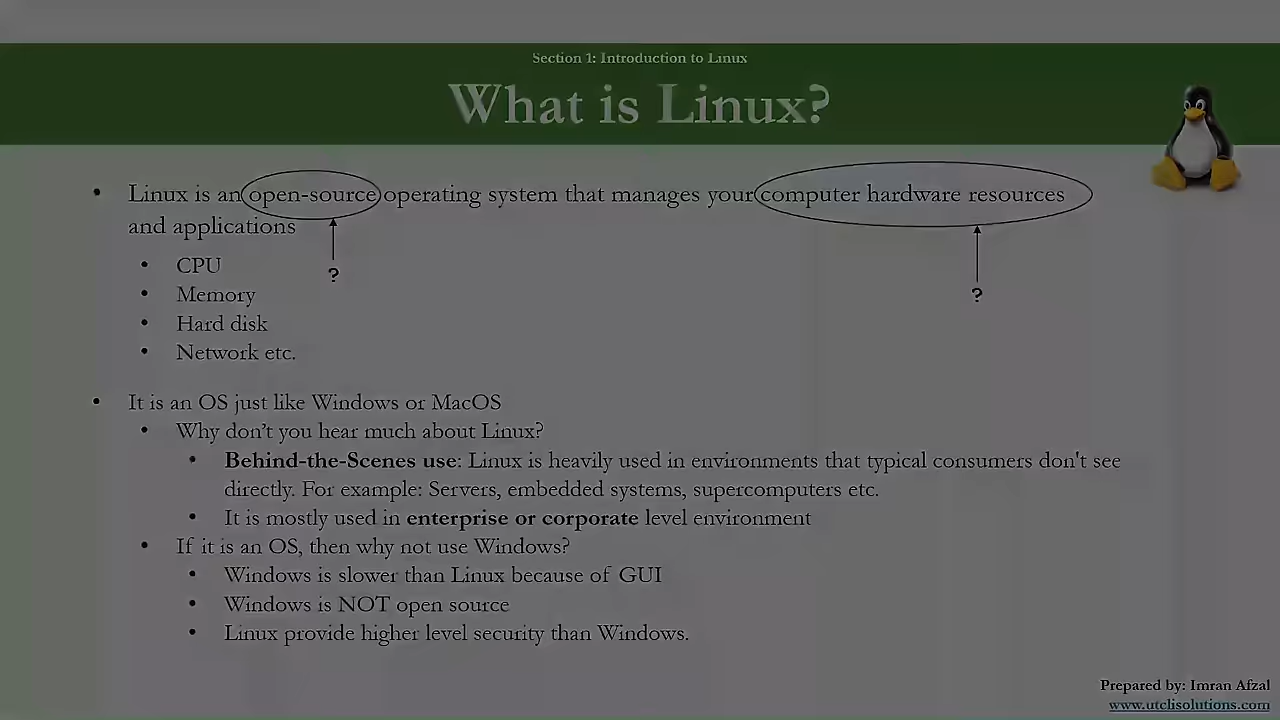 Section 1: Introduction to Linux
What is Linux?
• Linux is an open-source operating system that manages your computer hardware resources
and applications
?
• CPU
• Memory
?
• Hard disk
• Network etc.
• It is an OS just like Windows or MacOS
• Why don't you hear much about Linux?
• Behind-the-Scenes use: Linux is heavily used in environments that typical consumers don't see
directly. For example: Servers, embedded systems, supercomputers etc.
• It is mostly used in enterprise or corporate level environment
• If it is an OS, then why not use Windows?
• Windows is slower than Linux because of GUI
• Windows is NOT open source
• Linux provide higher level security than Windows.
Prepared by: Imran Afzal
www.utclisolutions.com